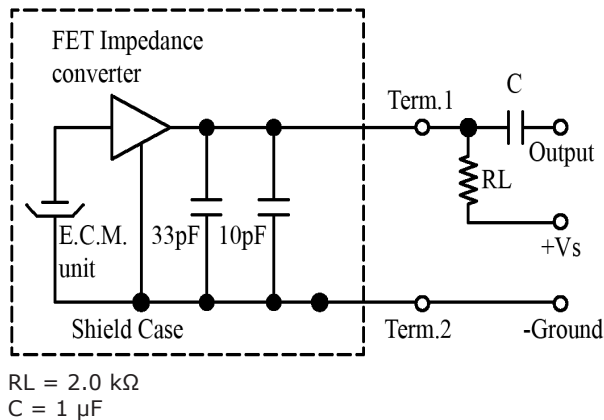 FET Impedance
converter
Term.1
C
Output
RL
+Vs
E.C.M.
unit
33pF
10pF
Shield Case
Term.2
-Ground
RL = 2.0 kΩ
C = 1 µF